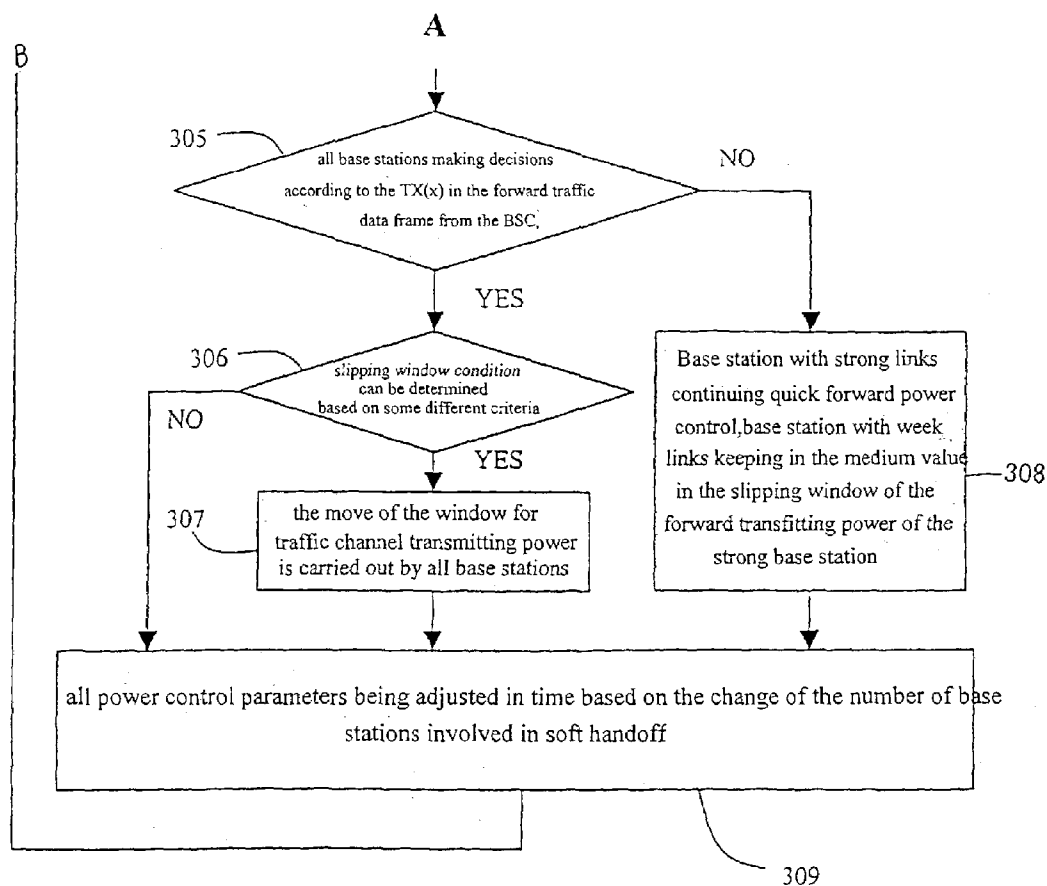 A
B
305
all base stations making decisions
according to the TX(x) in the forward traffic
data frame from the BSC,
NO
YES
306
slipping window condition
can be determined
based on some different criteria
NO
YES
Base station with strong links
continuing quick forward power
control,base station with week
links keeping in the medium value
in the slipping window of the
forward transfitting power of the
strong base station
308
307
the move of the window for
traffic channel transmitting power
is carried out by all base stations
all power control parameters being adjusted in time based on the change of the number of base
stations involved in soft handoff
309